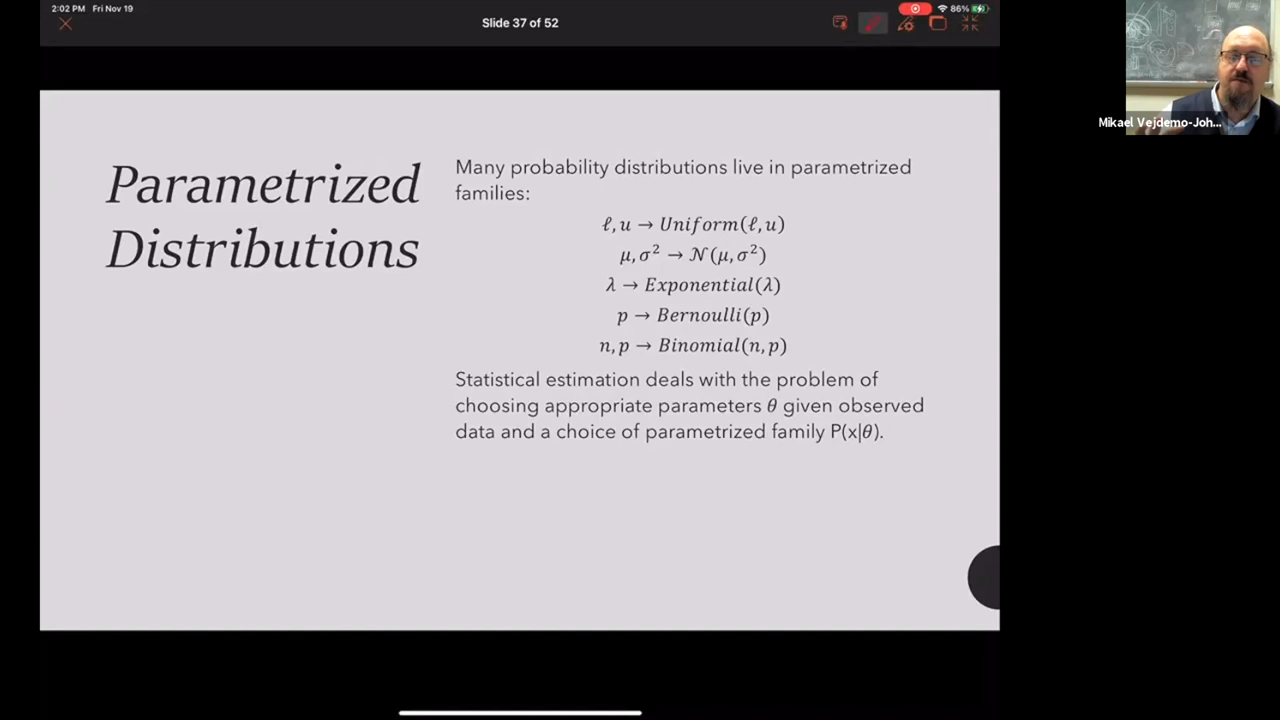 2:02 PM Fri Nov 19
Slide 37 of 52
86%
Mikael Vejdemo-Joh...
Parametrized
Distributions
Many probability distributions live in parametrized
families:
ℓ, u → Uniform(ℓ, u)
μ, σ² → 𝒩(μ, σ²)
λ → Exponential(λ)
p → Bernoulli(p)
n, p → Binomial(n, p)
Statistical estimation deals with the problem of
choosing appropriate parameters θ given observed
data and a choice of parametrized family P(x|θ).